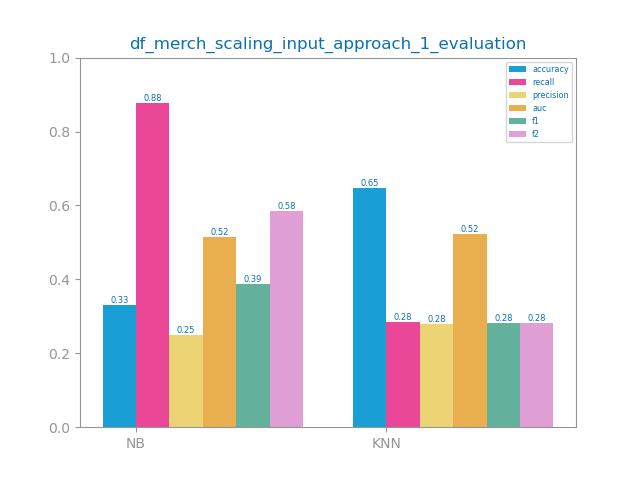 df_merch_scaling_input_approach_1_evaluation
1.0
0.8
0.6
0.4
0.2
0.0
0.33
0.88
0.25
0.52
0.39
0.58
0.65
0.28
0.28
0.52
0.28
0.28
NB
KNN
accuracy
recall
precision
auc
f1
f2